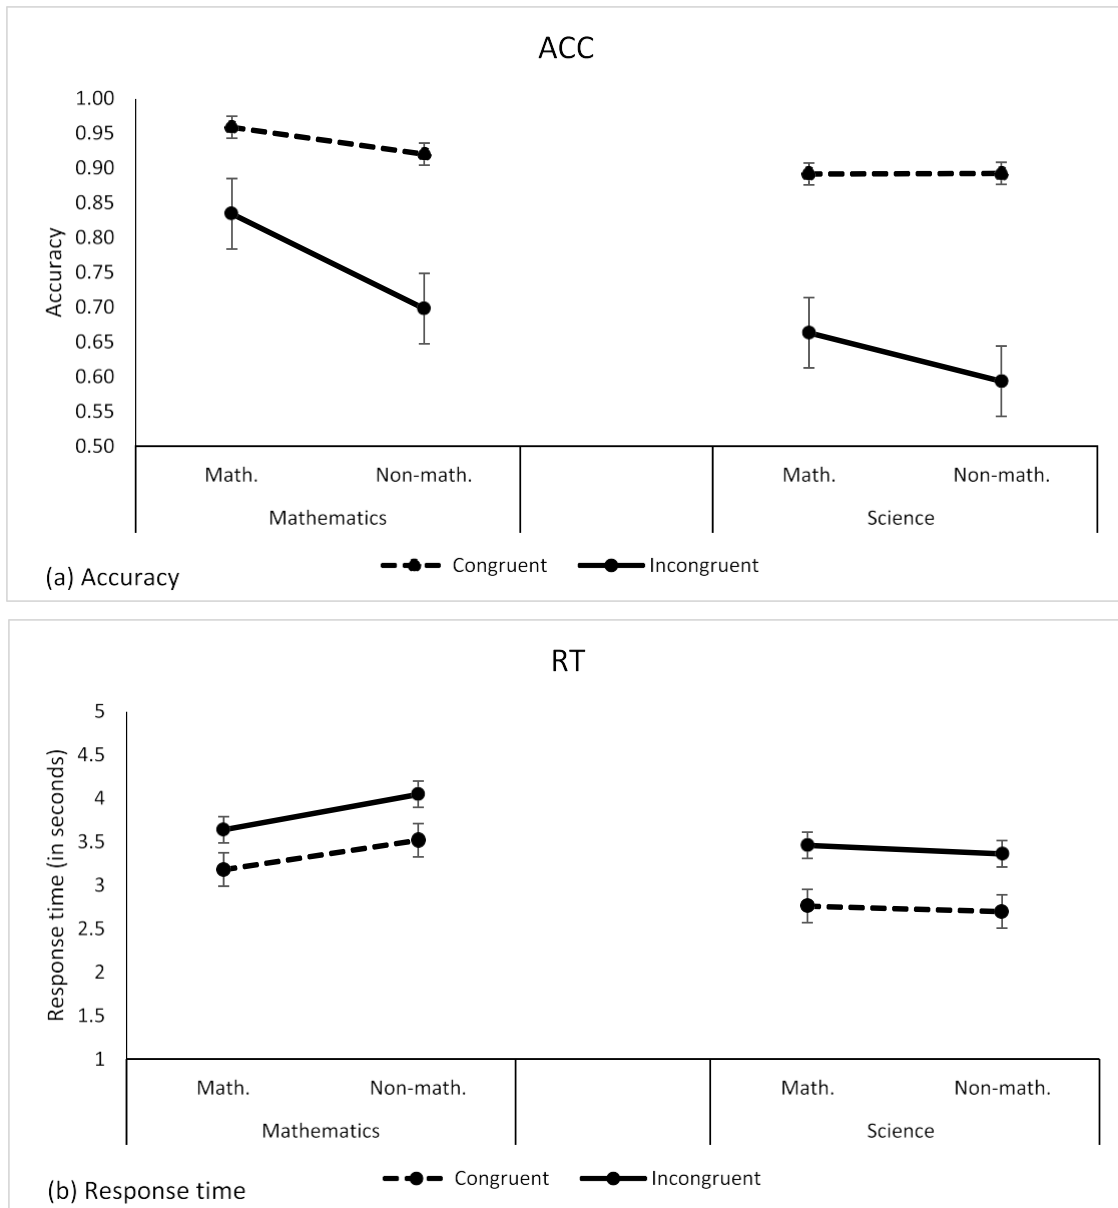 ACC
1.00
0.95
0.90
0.85
0.80
0.75
0.70
0.65
0.60
0.55
0.50
Accuracy
Math. Non-math. Math. Non-math.
Mathematics Science
Congruent Incongruent
(a) Accuracy
RT
5
4.5
4
3.5
3
2.5
2
1.5
1
Response time (in seconds)
Math. Non-math. Math. Non-math.
Mathematics Science
Congruent Incongruent
(b) Response time